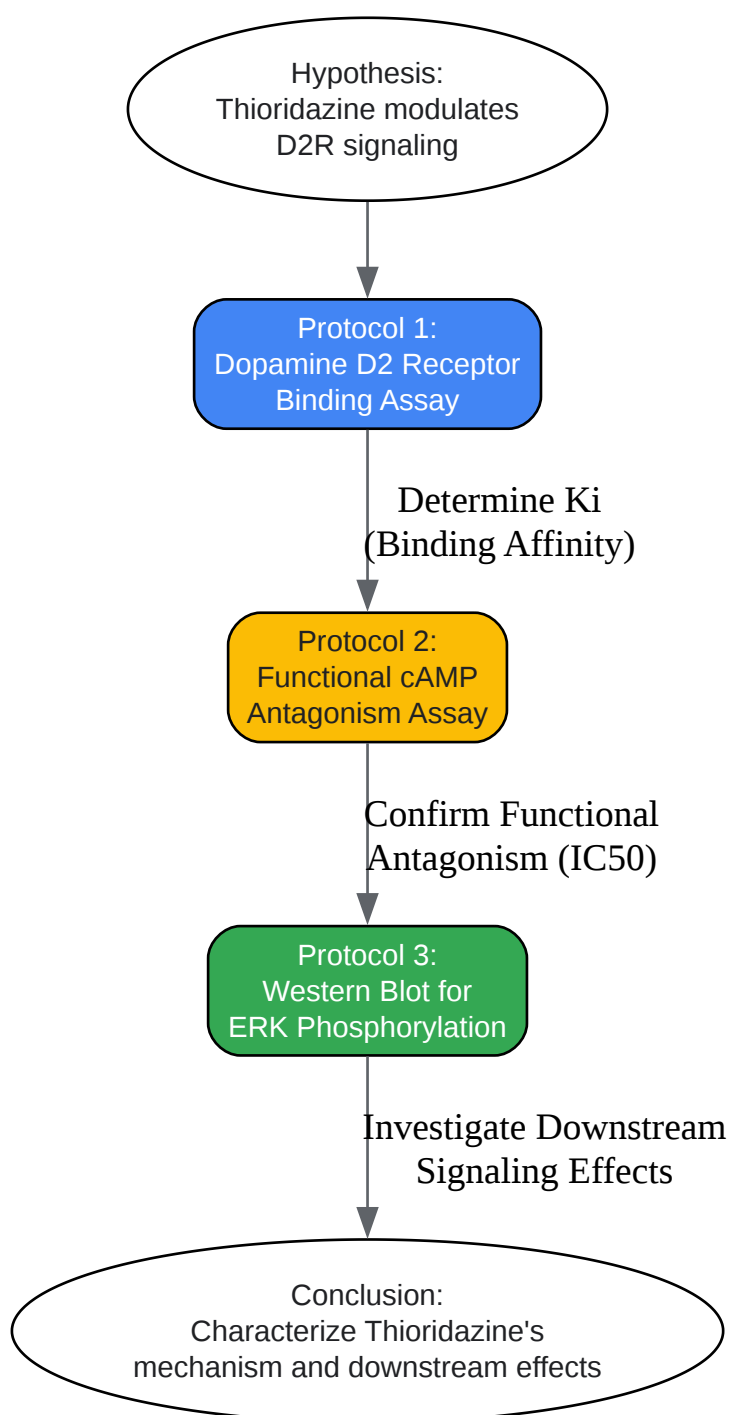 Hypothesis:
Thioridazine modulates
D2R signaling
Protocol 1:
Dopamine D2 Receptor
Binding Assay
Determine Ki
(Binding Affinity)
Protocol 2:
Functional cAMP
Antagonism Assay
Confirm Functional
Antagonism (IC50)
Protocol 3:
Western Blot for
ERK Phosphorylation
Investigate Downstream
Signaling Effects
Conclusion:
Characterize Thioridazine's
mechanism and downstream effects